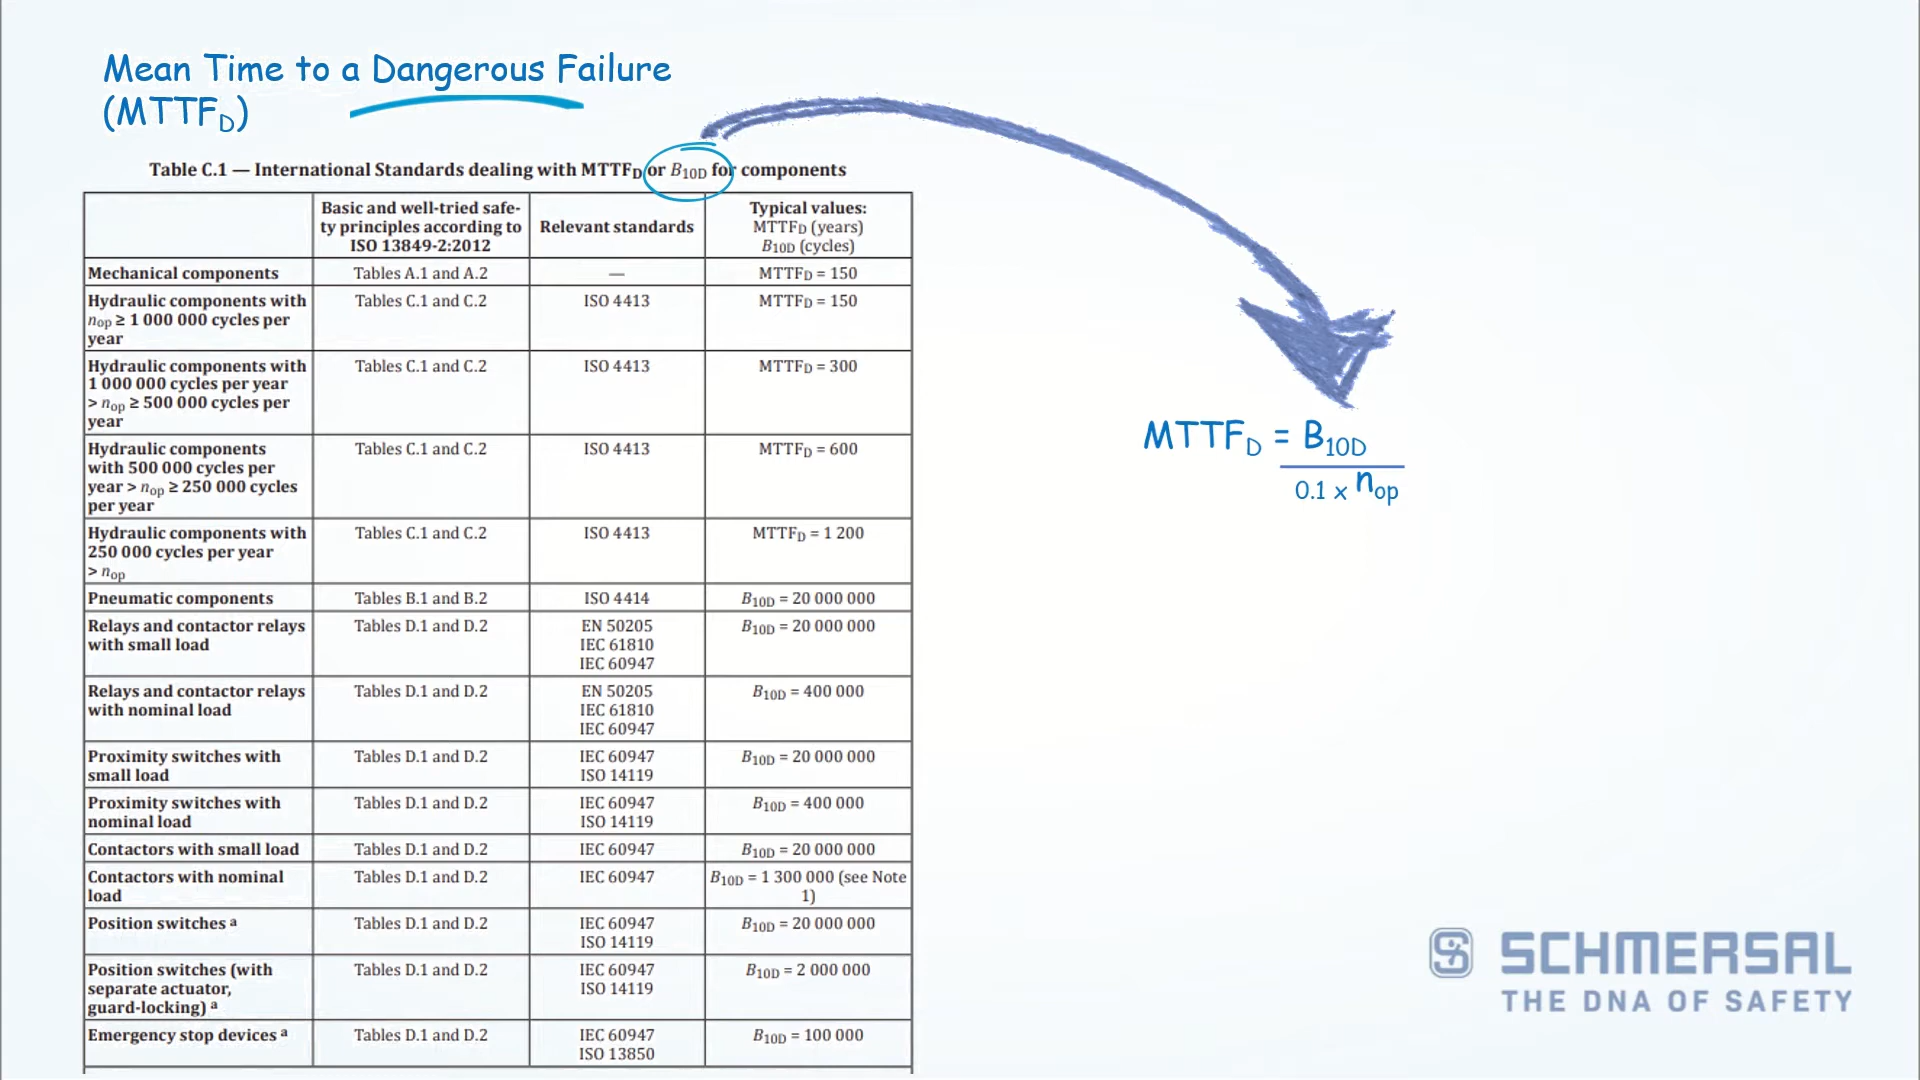 Mean Time to a Dangerous Failure
(MTTFD)
Table C.1 — International Standards dealing with MTTFD or B10D for components
Basic and well-tried safe-
ty principles according to
ISO 13849-2:2012
Relevant standards
Typical values:
MTTFD (years)
B10D (cycles)
Mechanical components
Tables A.1 and A.2
—
MTTFD = 150
Hydraulic components with
nop ≥ 1 000 000 cycles per
year
Tables C.1 and C.2
ISO 4413
MTTFD = 150
Hydraulic components with
1 000 000 cycles per year
> nop ≥ 500 000 cycles per
year
Tables C.1 and C.2
ISO 4413
MTTFD = 300
Hydraulic components
with 500 000 cycles per
year > nop ≥ 250 000 cycles
per year
Tables C.1 and C.2
ISO 4413
MTTFD = 600
Hydraulic components with
250 000 cycles per year
> nop
Tables C.1 and C.2
ISO 4413
MTTFD = 1 200
Pneumatic components
Tables B.1 and B.2
ISO 4414
B10D = 20 000 000
Relays and contactor relays
with small load
Tables D.1 and D.2
EN 50205
IEC 61810
IEC 60947
B10D = 20 000 000
Relays and contactor relays
with nominal load
Tables D.1 and D.2
EN 50205
IEC 61810
IEC 60947
B10D = 400 000
Proximity switches with
small load
Tables D.1 and D.2
IEC 60947
ISO 14119
B10D = 20 000 000
Proximity switches with
nominal load
Tables D.1 and D.2
IEC 60947
ISO 14119
B10D = 400 000
Contactors with small load
Tables D.1 and D.2
IEC 60947
B10D = 20 000 000
Contactors with nominal
load
Tables D.1 and D.2
IEC 60947
B10D = 1 300 000 (see Note
1)
Position switches a
Tables D.1 and D.2
IEC 60947
ISO 14119
B10D = 20 000 000
Position switches (with
separate actuator,
guard-locking) a
Tables D.1 and D.2
IEC 60947
ISO 14119
B10D = 2 000 000
Emergency stop devices a
Tables D.1 and D.2
IEC 60947
ISO 13850
B10D = 100 000
MTTFD = B10D
0.1 x nop
SCHMERSAL
THE DNA OF SAFETY